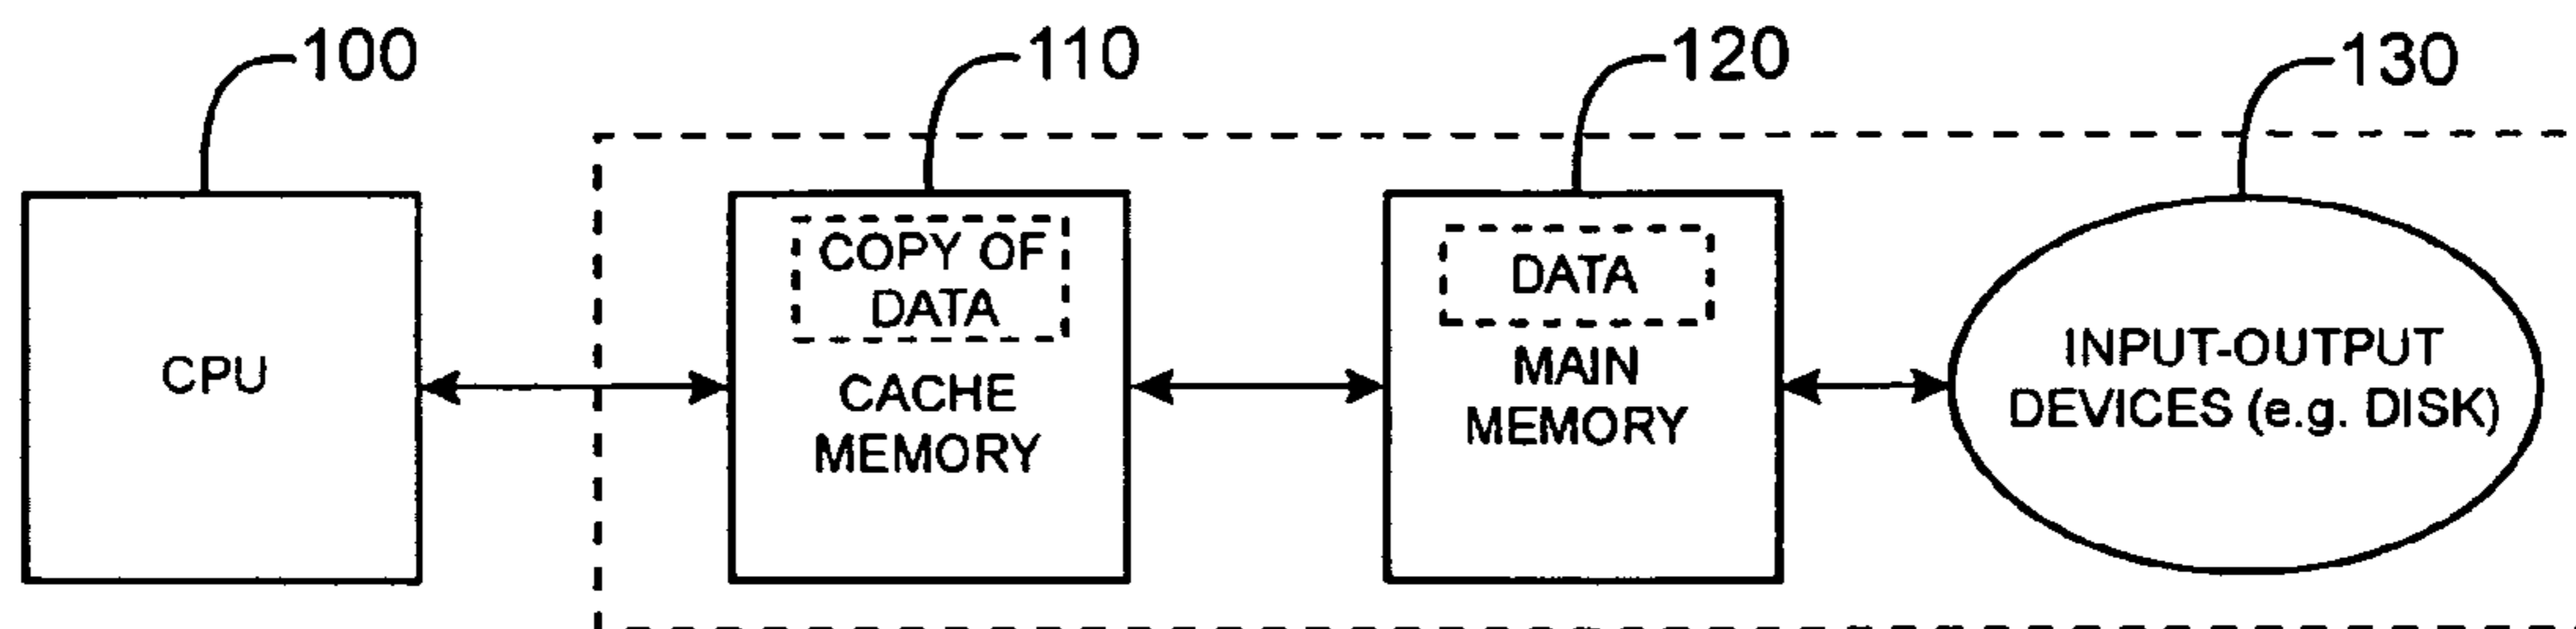 100
110
120
130
CPU
COPY OF
DATA
CACHE
MEMORY
DATA
MAIN
MEMORY
INPUT-OUTPUT
DEVICES (e.g. DISK)